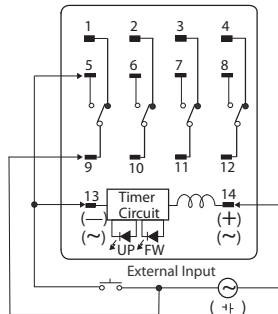 1 2 3 4
5 6 7 8
9 10 11 12
13 Timer Circuit 14
(—) (+)
(~) UP FW (~)
External Input
~
( )